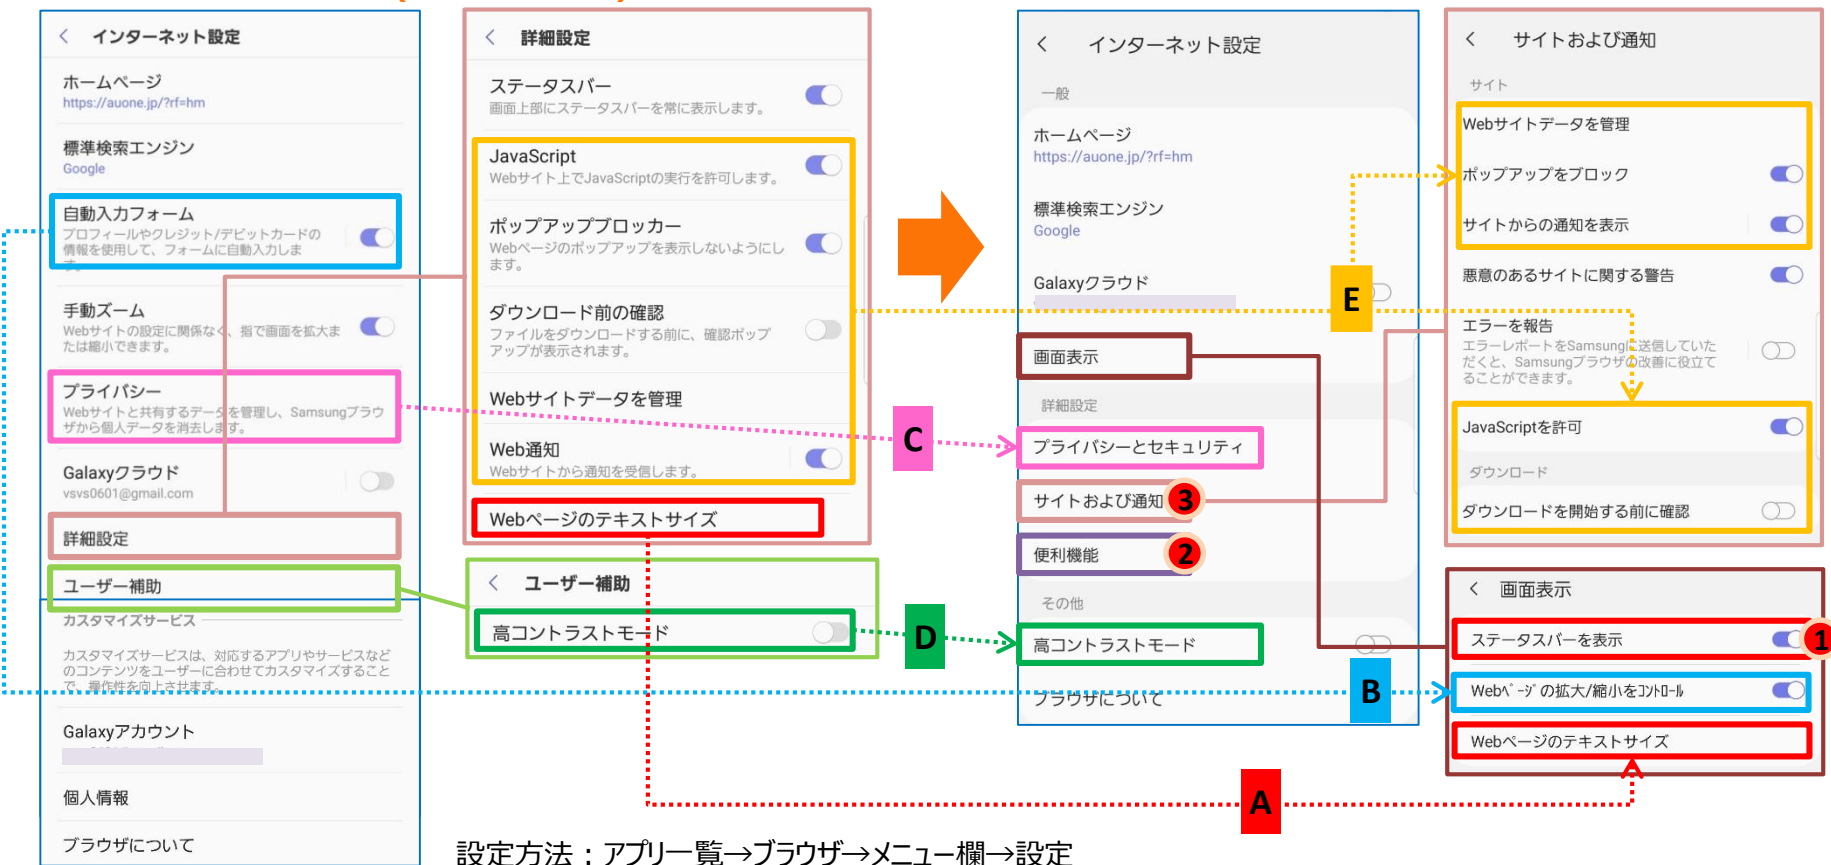 インターネット設定
ホームページ
https://auone.jp/?rf=hm
標準検索エンジン
Google
自動入力フォーム
プロフィールやクレジット/デビットカードの
情報を使用して、フォームに自動入力しま
す。
手動ズーム
Webサイトの設定に関係なく、指で画面を拡大ま
たは縮小できます。
プライバシー
Webサイトと共有するデータを管理し、Samsungブラウ
ザから個人データを消去します。
Galaxyクラウド
vsvs0601@gmail.com
詳細設定
ユーザー補助
カスタマイズサービス
カスタマイズサービスは、対応するアプリやサービスなど
のコンテンツをユーザーに合わせてカスタマイズすること
で、操作性を向上させます。
Galaxyアカウント
個人情報
ブラウザについて
詳細設定
ステータスバー
画面上部にステータスバーを常に表示します。
JavaScript
Webサイト上でJavaScriptの実行を許可します。
ポップアップブロッカー
Webページのポップアップを表示しないようにし
ます。
ダウンロード前の確認
ファイルをダウンロードする前に、確認ポップ
アップが表示されます。
Webサイトデータを管理
Web通知
Webサイトから通知を受信します。
Webページのテキストサイズ
ユーザー補助
高コントラストモード
C
D
A
インターネット設定
一般
ホームページ
https://auone.jp/?rf=hm
標準検索エンジン
Google
Galaxyクラウド
E
画面表示
詳細設定
プライバシーとセキュリティ
サイトおよび通知
3
便利機能
2
その他
高コントラストモード
B
ブラウザについて
サイトおよび通知
サイト
Webサイトデータを管理
ポップアップをブロック
サイトからの通知を表示
悪意のあるサイトに関する警告
エラーを報告
エラーレポートをSamsungに送信していた
だくと、Samsungブラウザの改善に役立て
ることができます。
JavaScriptを許可
ダウンロード
ダウンロードを開始する前に確認
画面表示
ステータスバーを表示
1
Webﾍﾟｰｼﾞの拡大/縮小をｺﾝﾄﾛｰﾙ
Webページのテキストサイズ
設定方法：アプリ一覧→ブラウザ→メニュー欄→設定